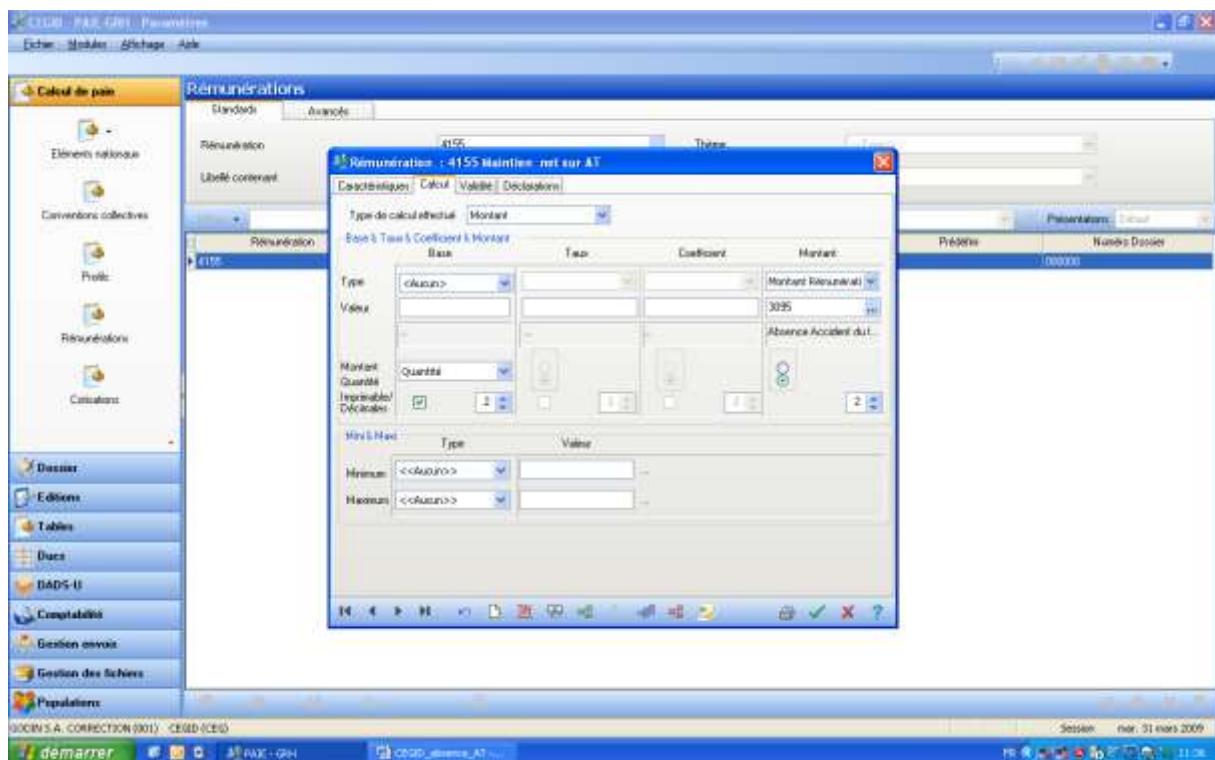 CEGID - PAIE-GRH - Paramètres
Fichier Modules Affichage Aide
Calcul de paie
Rémunérations
Standards Avancés
Eléments nationaux
Rémunération 4155 Thème
Libellé contenant
Conventions collectives
Présentations Défaut
Rémunération Prédéfini Numéro Dossier
4155 000000
Profils
Rémunérations
Cotisations
Rémunération : 4155 Maintien net sur AT
Caractéristiques Calcul Validité Déclarations
Type de calcul effectué Montant
Base & Taux & Coefficient & Montant
Base Taux Coefficient Montant
Type <Aucun> Montant Rémunérati
Valeur 3095 ...
Absence Accident du t...
Montant Quantité
Quantité
Imprimable/ 2 2
Décimales
Mini & Maxi Type Valeur
Minimum <<Aucun>> ...
Maximum <<Aucun>> ...
Dossier
Editions
Tables
Ducs
DADS-U
Comptabilité
Gestion envois
Gestion des fichiers
Populations
GODIN S.A. CORRECTION (001) CEGID (CEG) Session mar. 31 mars 2009
démarrer PAIE - GRH CEGID_absence_AT -... FR 11:36